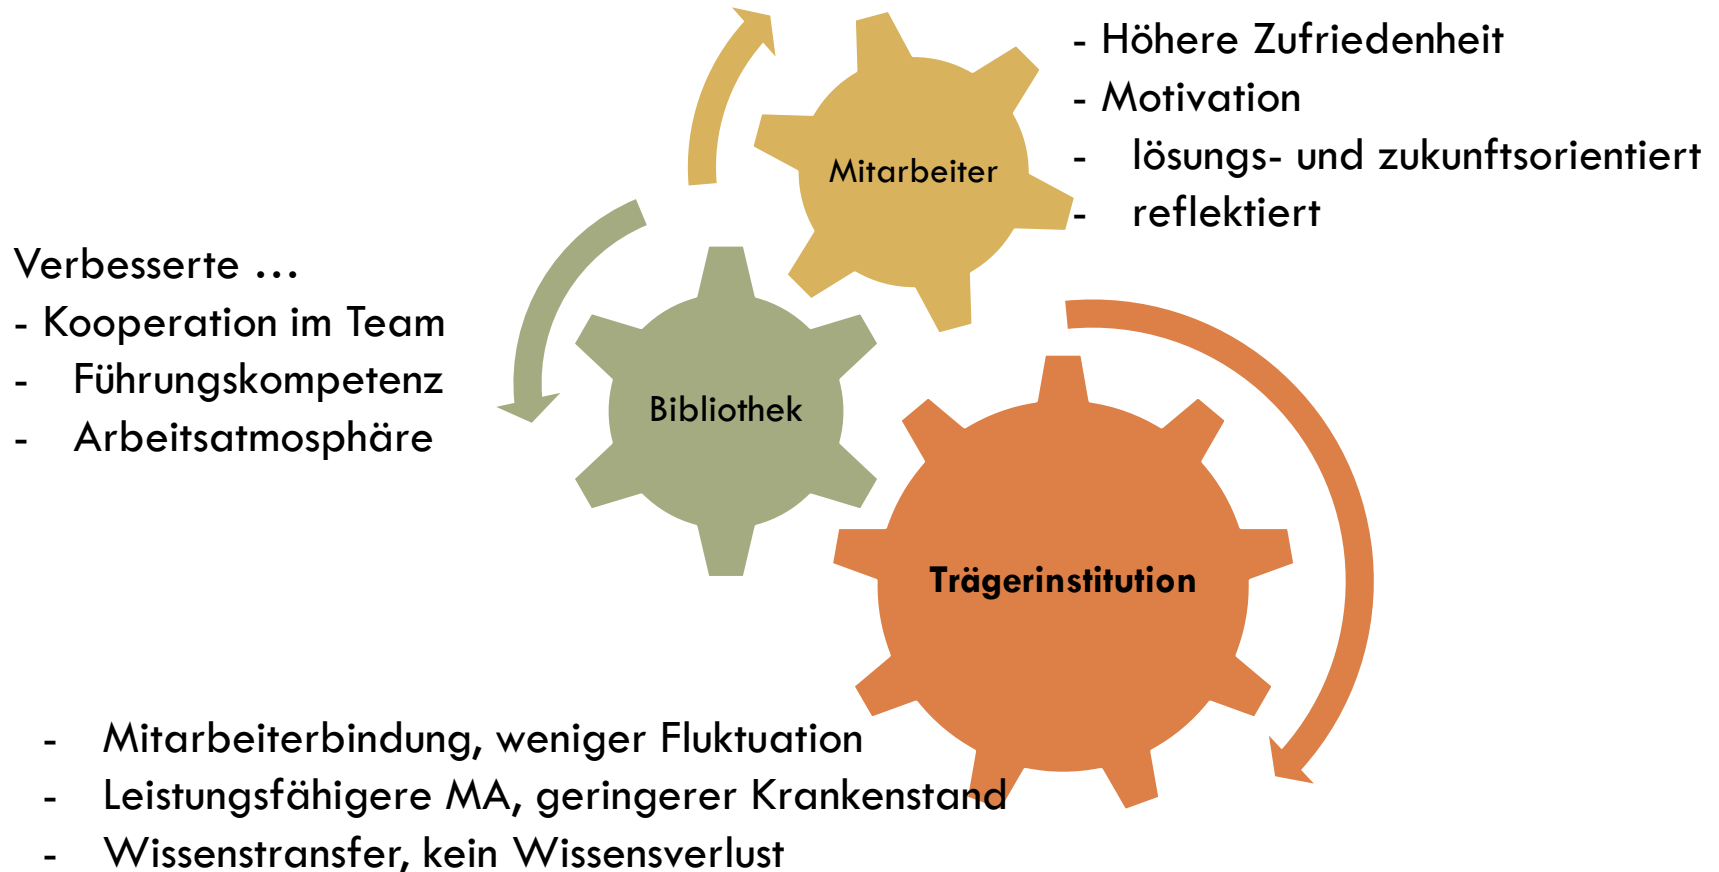 - Höhere Zufriedenheit
- Motivation
- lösungs- und zukunftsorientiert
- reflektiert
Mitarbeiter
Verbesserte …
- Kooperation im Team
- Führungskompetenz
- Arbeitsatmosphäre
Bibliothek
Trägerinstitution
- Mitarbeiterbindung, weniger Fluktuation
- Leistungsfähigere MA, geringerer Krankenstand
- Wissenstransfer, kein Wissensverlust